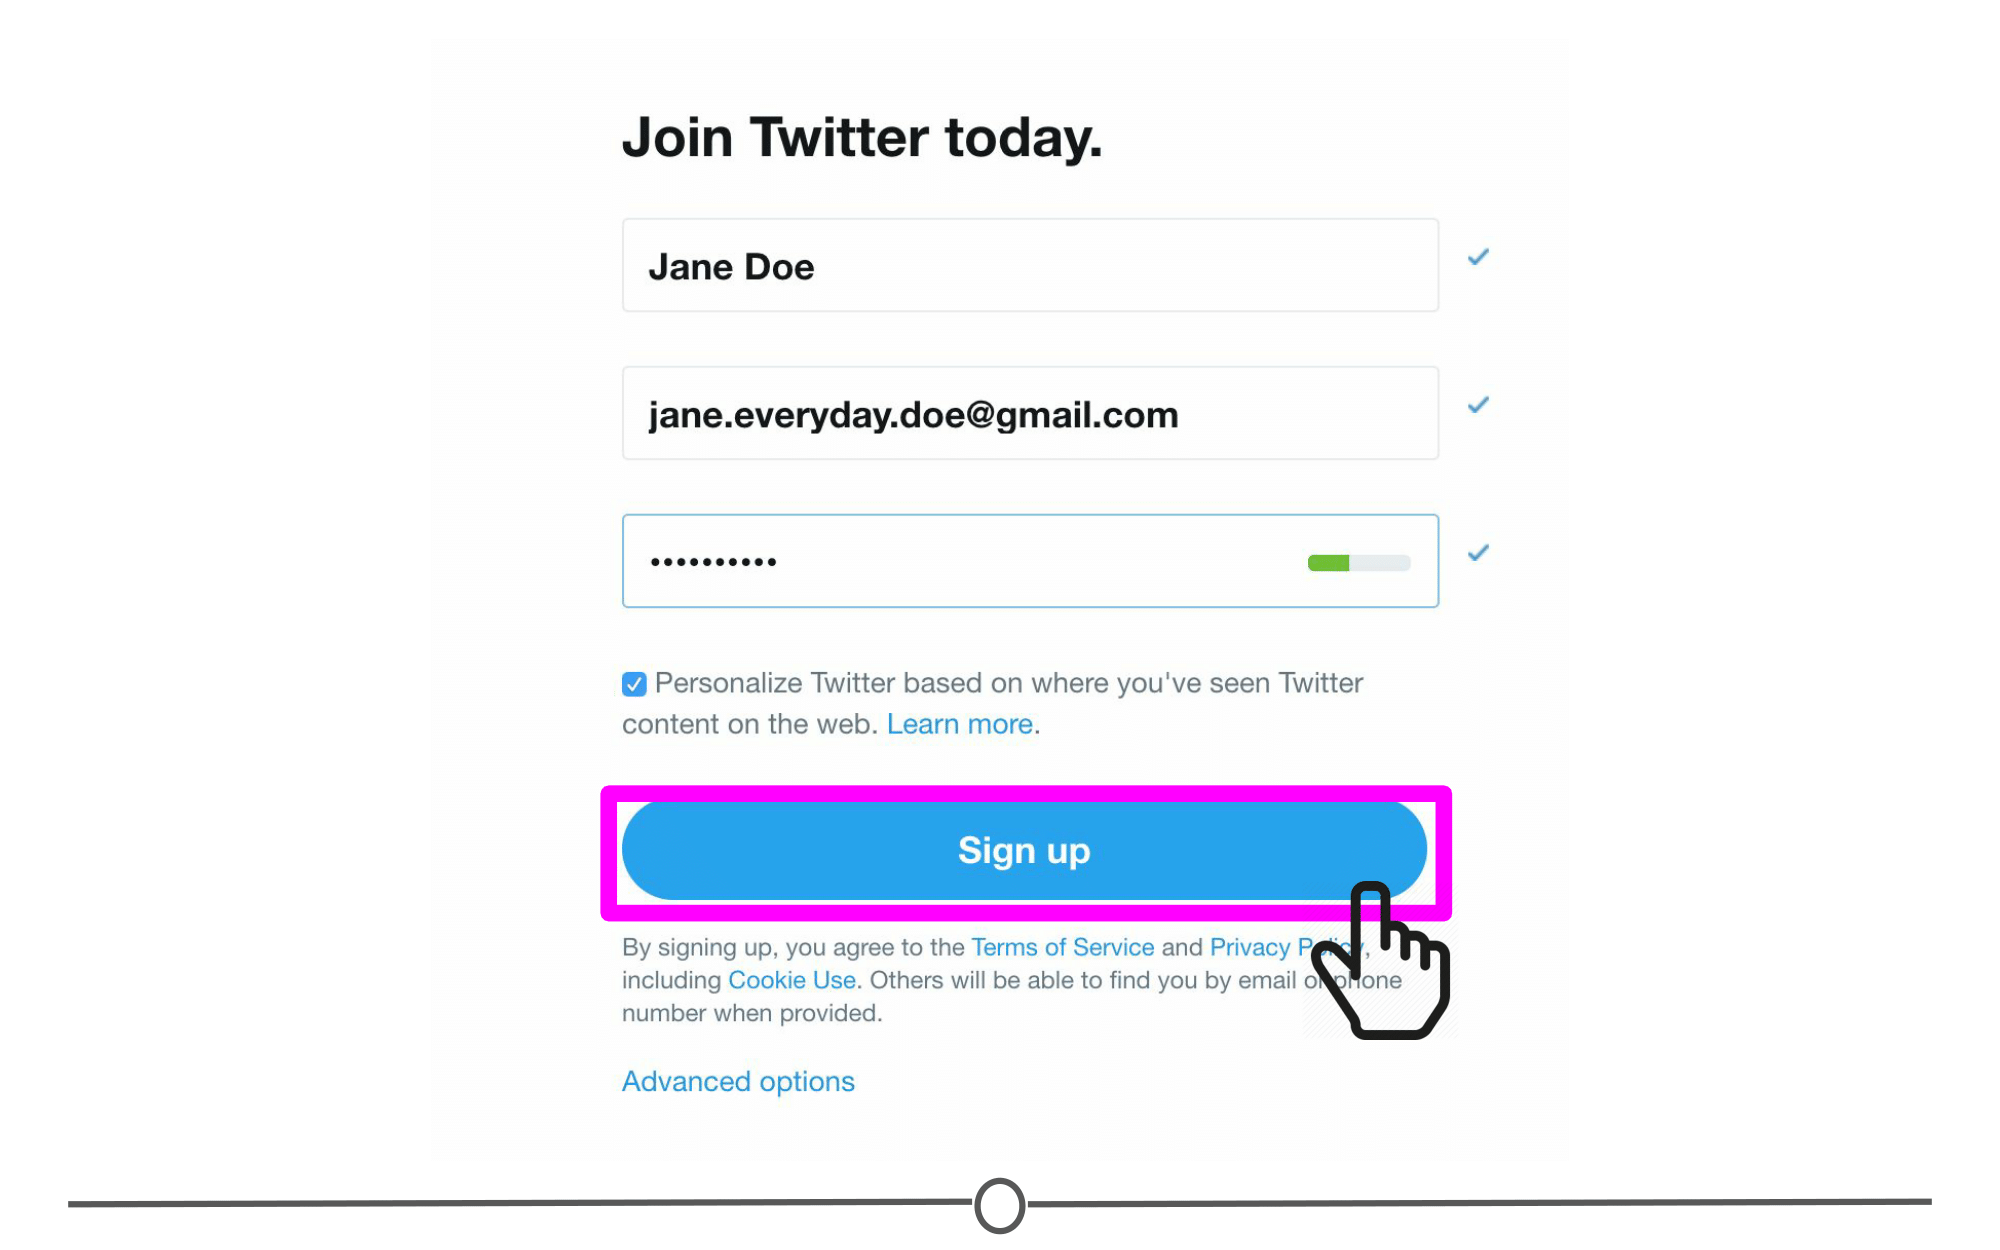 Join Twitter today.
Jane Doe
jane.everyday.doe@gmail.com
••••••••••
Personalize Twitter based on where you've seen Twitter
content on the web. Learn more.
Sign up
By signing up, you agree to the Terms of Service and Privacy Policy,
including Cookie Use. Others will be able to find you by email or phone
number when provided.
Advanced options